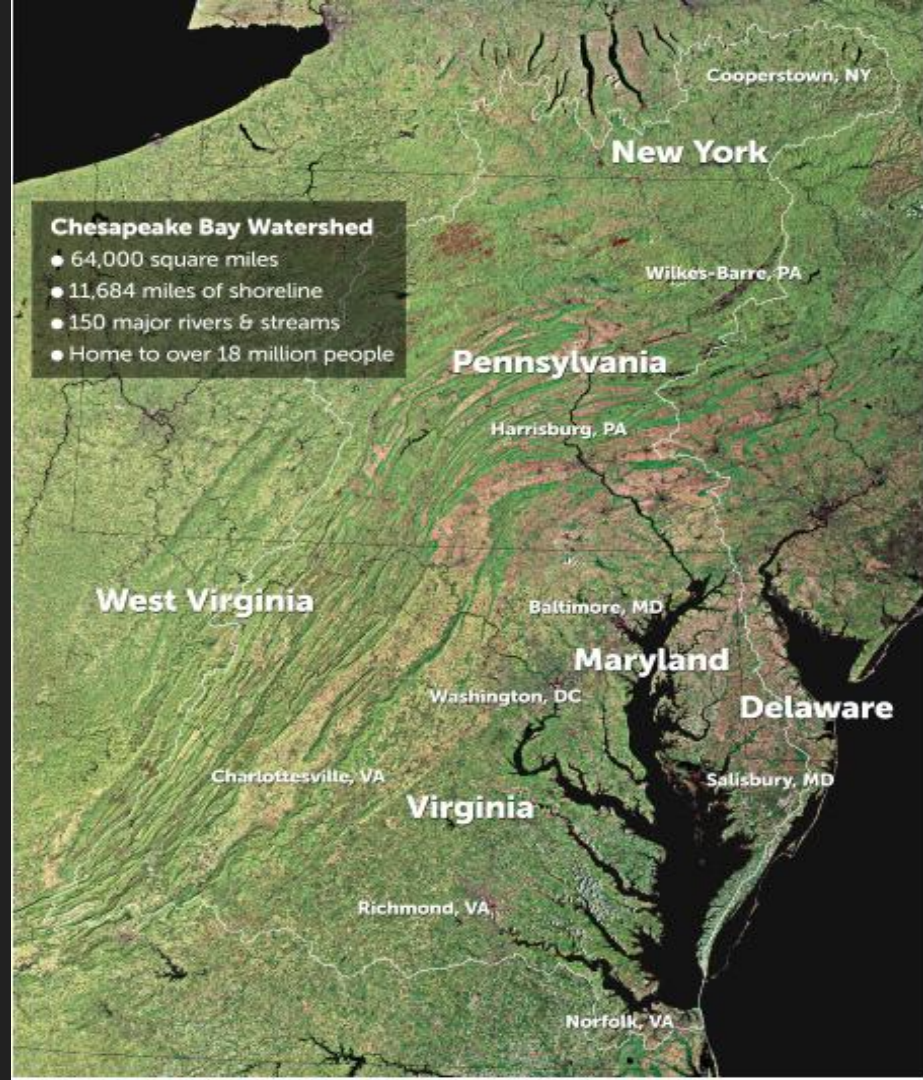 Cooperstown, NY
New York
Chesapeake Bay Watershed
● 64,000 square miles
● 11,684 miles of shoreline
● 150 major rivers & streams
● Home to over 18 million people
Wilkes-Barre, PA
Pennsylvania
Harrisburg, PA
West Virginia
Baltimore, MD
Maryland
Washington, DC
Delaware
Charlottesville, VA
Salisbury, MD
Virginia
Richmond, VA
Norfolk, VA